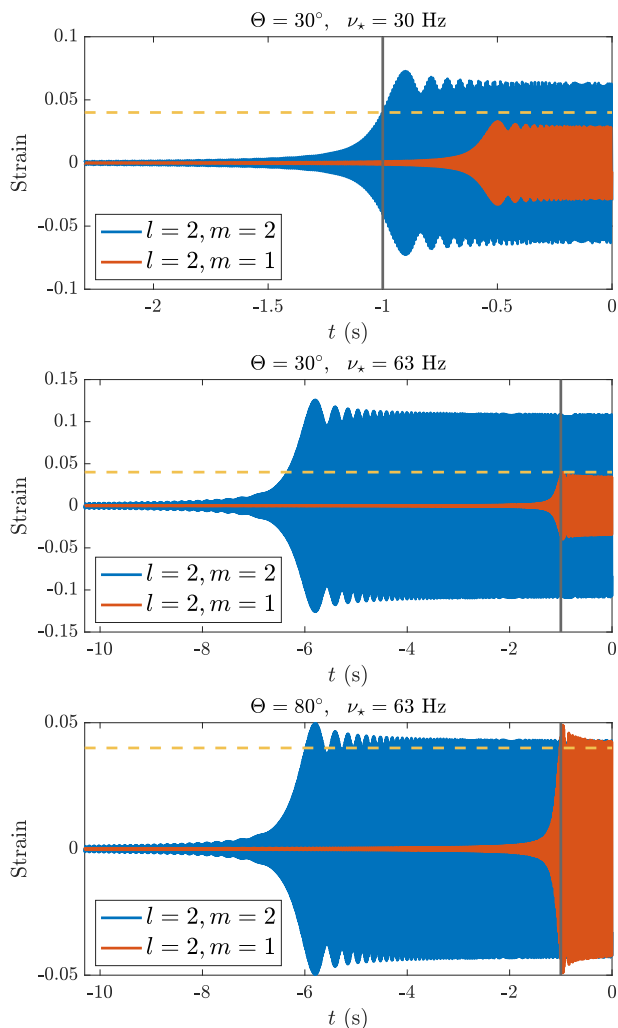 Θ = 30°, ν⋆ = 30 Hz
0.1
0.05
0
-0.05
-0.1
Strain
l = 2, m = 2
l = 2, m = 1
-2 -1.5 -1 -0.5 0
t (s)
Θ = 30°, ν⋆ = 63 Hz
0.15
0.1
0.05
0
-0.05
-0.1
-0.15
Strain
l = 2, m = 2
l = 2, m = 1
-10 -8 -6 -4 -2 0
t (s)
Θ = 80°, ν⋆ = 63 Hz
0.05
0
-0.05
Strain
l = 2, m = 2
l = 2, m = 1
-10 -8 -6 -4 -2 0
t (s)